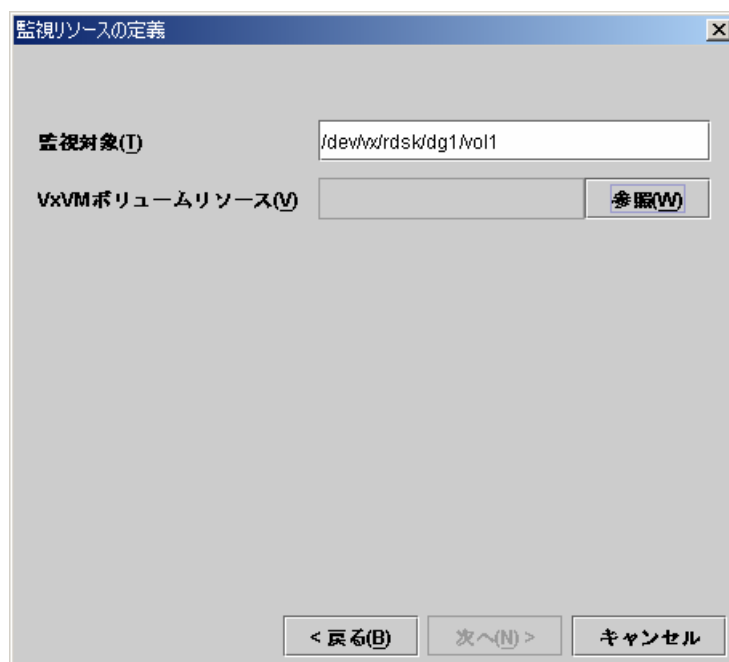 監視リソースの定義
監視対象(T) /dev/vx/rdsk/dg1/vol1
VxVMボリュームリソース(V) 参照(W)
< 戻る(B) 次へ(N) > キャンセル